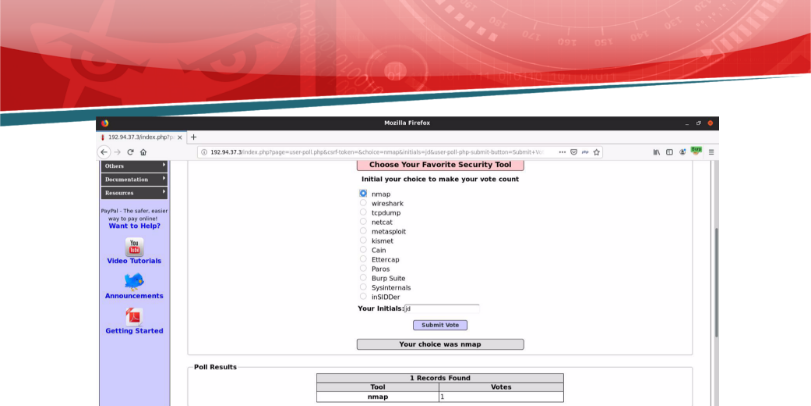 Mozilla Firefox
192.94.37.3/index.php?p
192.94.37.3/index.php?page=user-poll.php&csrf-token=&choice=nmap&initials=jd&user-poll-php-submit-button=Submit+Vo
Others
Documentation
Resources
PayPal - The safer, easier
way to pay online!
Want to Help?
You
Tube
Video Tutorials
Announcements
Getting Started
Choose Your Favorite Security Tool
Initial your choice to make your vote count
nmap
wireshark
tcpdump
netcat
metasploit
kismet
Cain
Ettercap
Paros
Burp Suite
Sysinternals
inSIDDer
Your Initials:jd
Submit Vote
Your choice was nmap
Poll Results
1 Records Found
Tool Votes
nmap 1